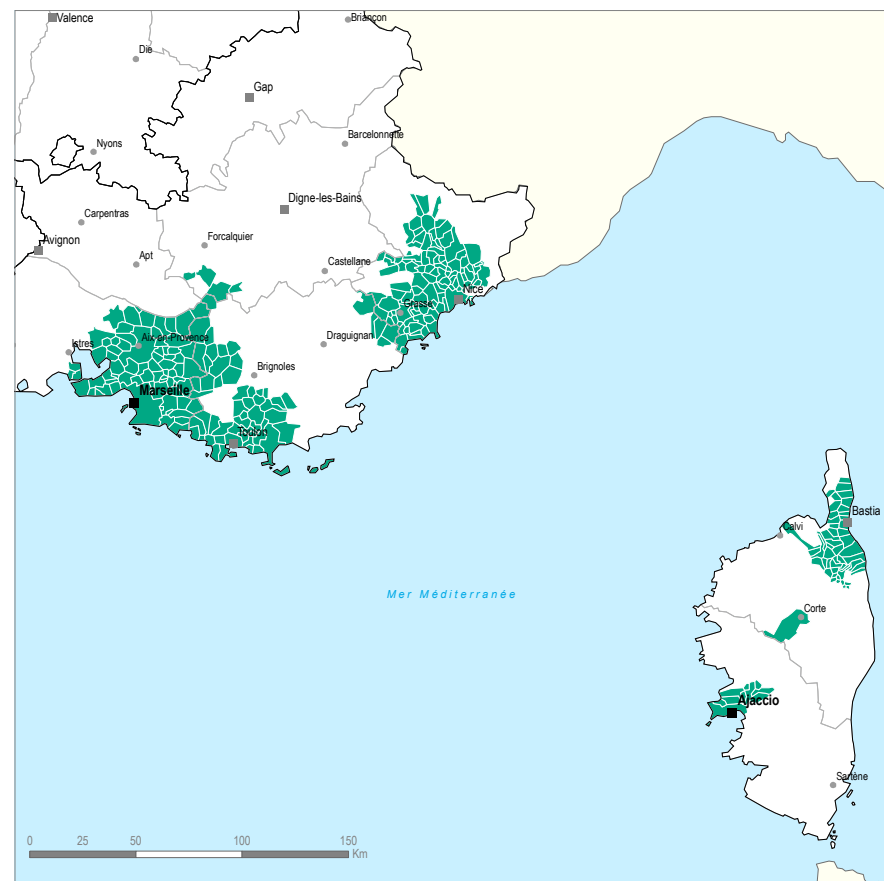 Valence
Briançon
Die
Gap
Nyons
Barcelonnette
Digne-les-Bains
Carpentras
Avignon
Forcalquier
Apt
Castellane
Nice
Grasse
Istres
Aix-en-Provence
Draguignan
Brignoles
Marseille
Toulon
Bastia
Calvi
Mer Méditerranée
Corte
Ajaccio
Sartène
0 25 50 100 150
Km